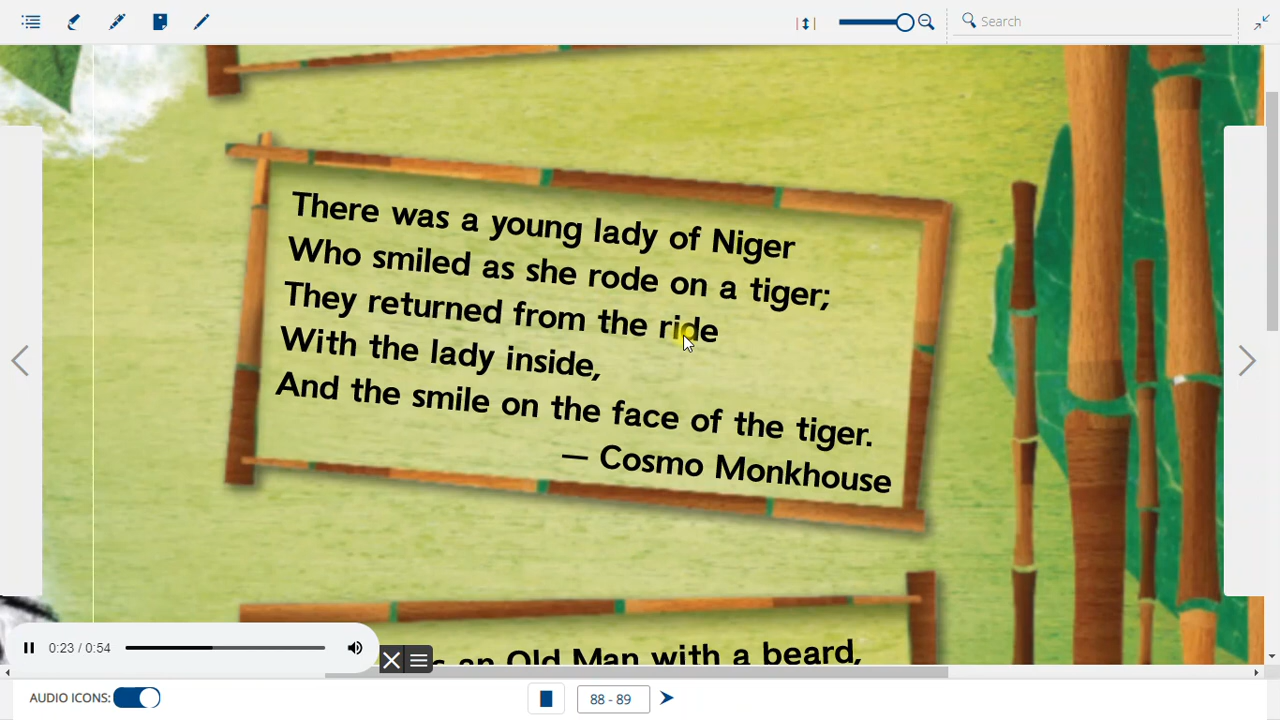 Search
There was a young lady of Niger
Who smiled as she rode on a tiger;
They returned from the ride
With the lady inside,
And the smile on the face of the tiger.
— Cosmo Monkhouse
an Old Man with a beard,
0:23 / 0:54
AUDIO ICONS:
88 - 89